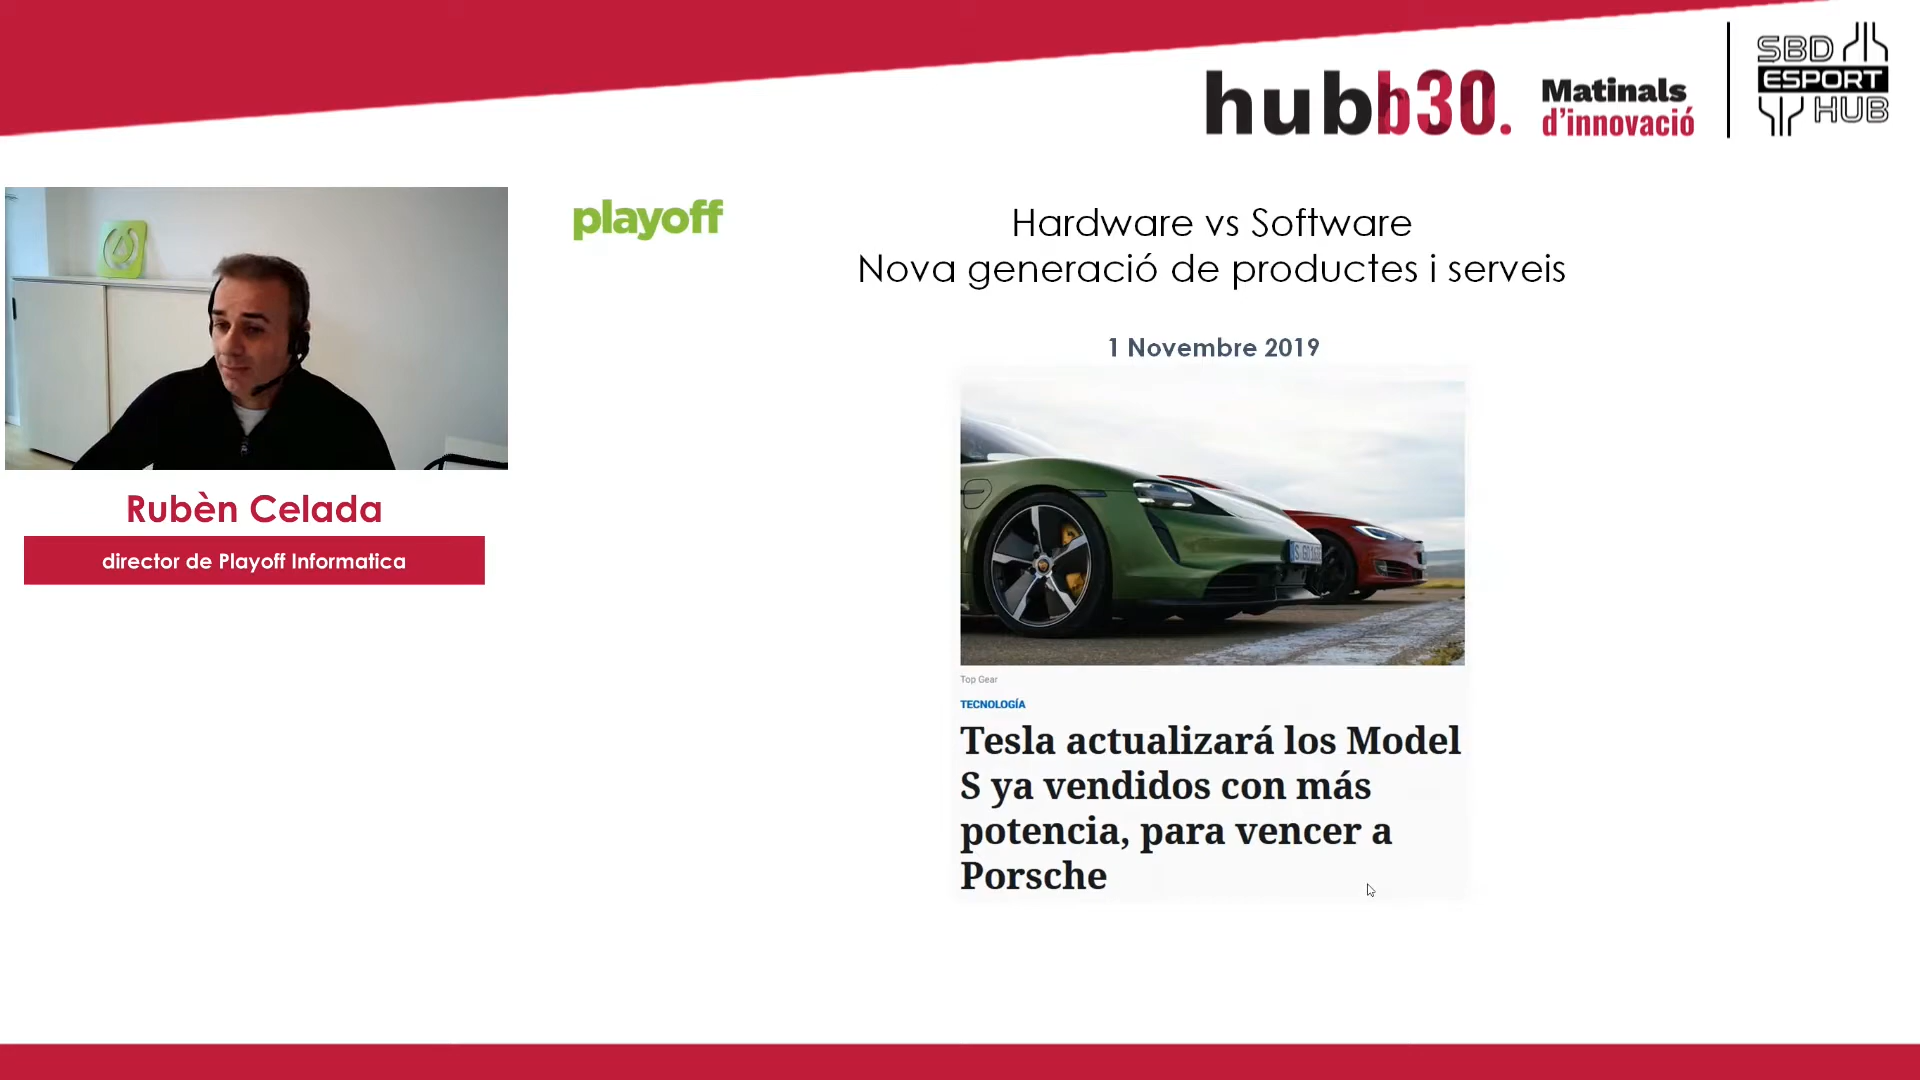 hubb30.
Matinals
d'innovació
SBD
ESPORT
HUB
playoff
Hardware vs Software
Nova generació de productes i serveis
1 Novembre 2019
Rubèn Celada
director de Playoff Informatica
Top Gear
TECNOLOGÍA
Tesla actualizará los Model
S ya vendidos con más
potencia, para vencer a
Porsche